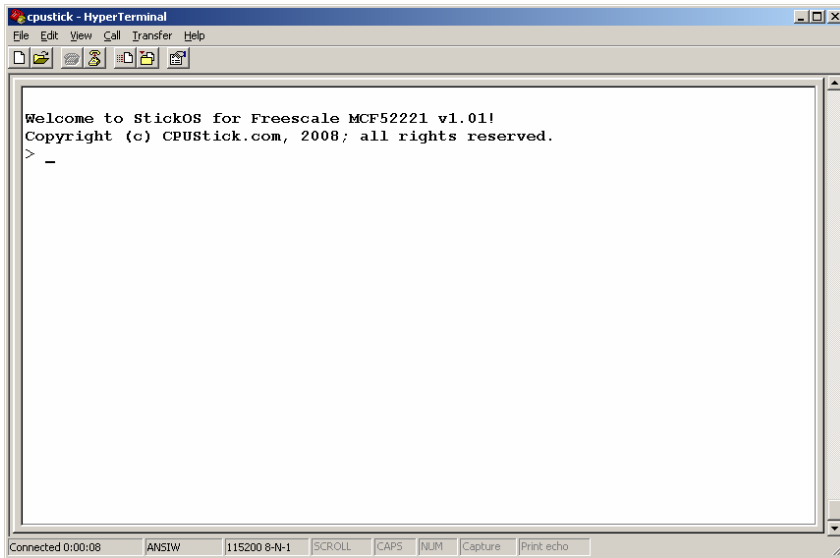 cpustick - HyperTerminal
File Edit View Call Transfer Help
Welcome to StickOS for Freescale MCF52221 v1.01!
Copyright (c) CPUStick.com, 2008; all rights reserved.
> _
Connected 0:00:08 ANSIW 115200 8-N-1 SCROLL CAPS NUM Capture Print echo